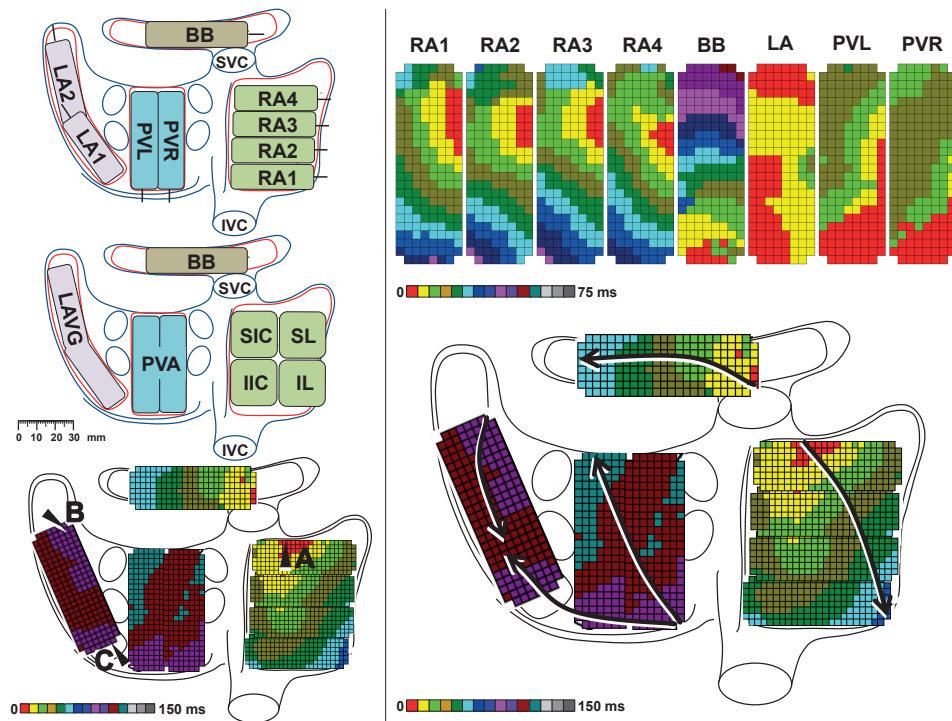 BB
SVC
LA2
LA1
PVL
PVR
RA4
RA3
RA2
RA1
IVC
BB
SVC
LAVG
PVA
SIC
SL
IIC
IL
IVC
0 10 20 30 mm
B
A
C
0 150 ms
RA1 RA2 RA3 RA4 BB LA PVL PVR
0 75 ms
0 150 ms